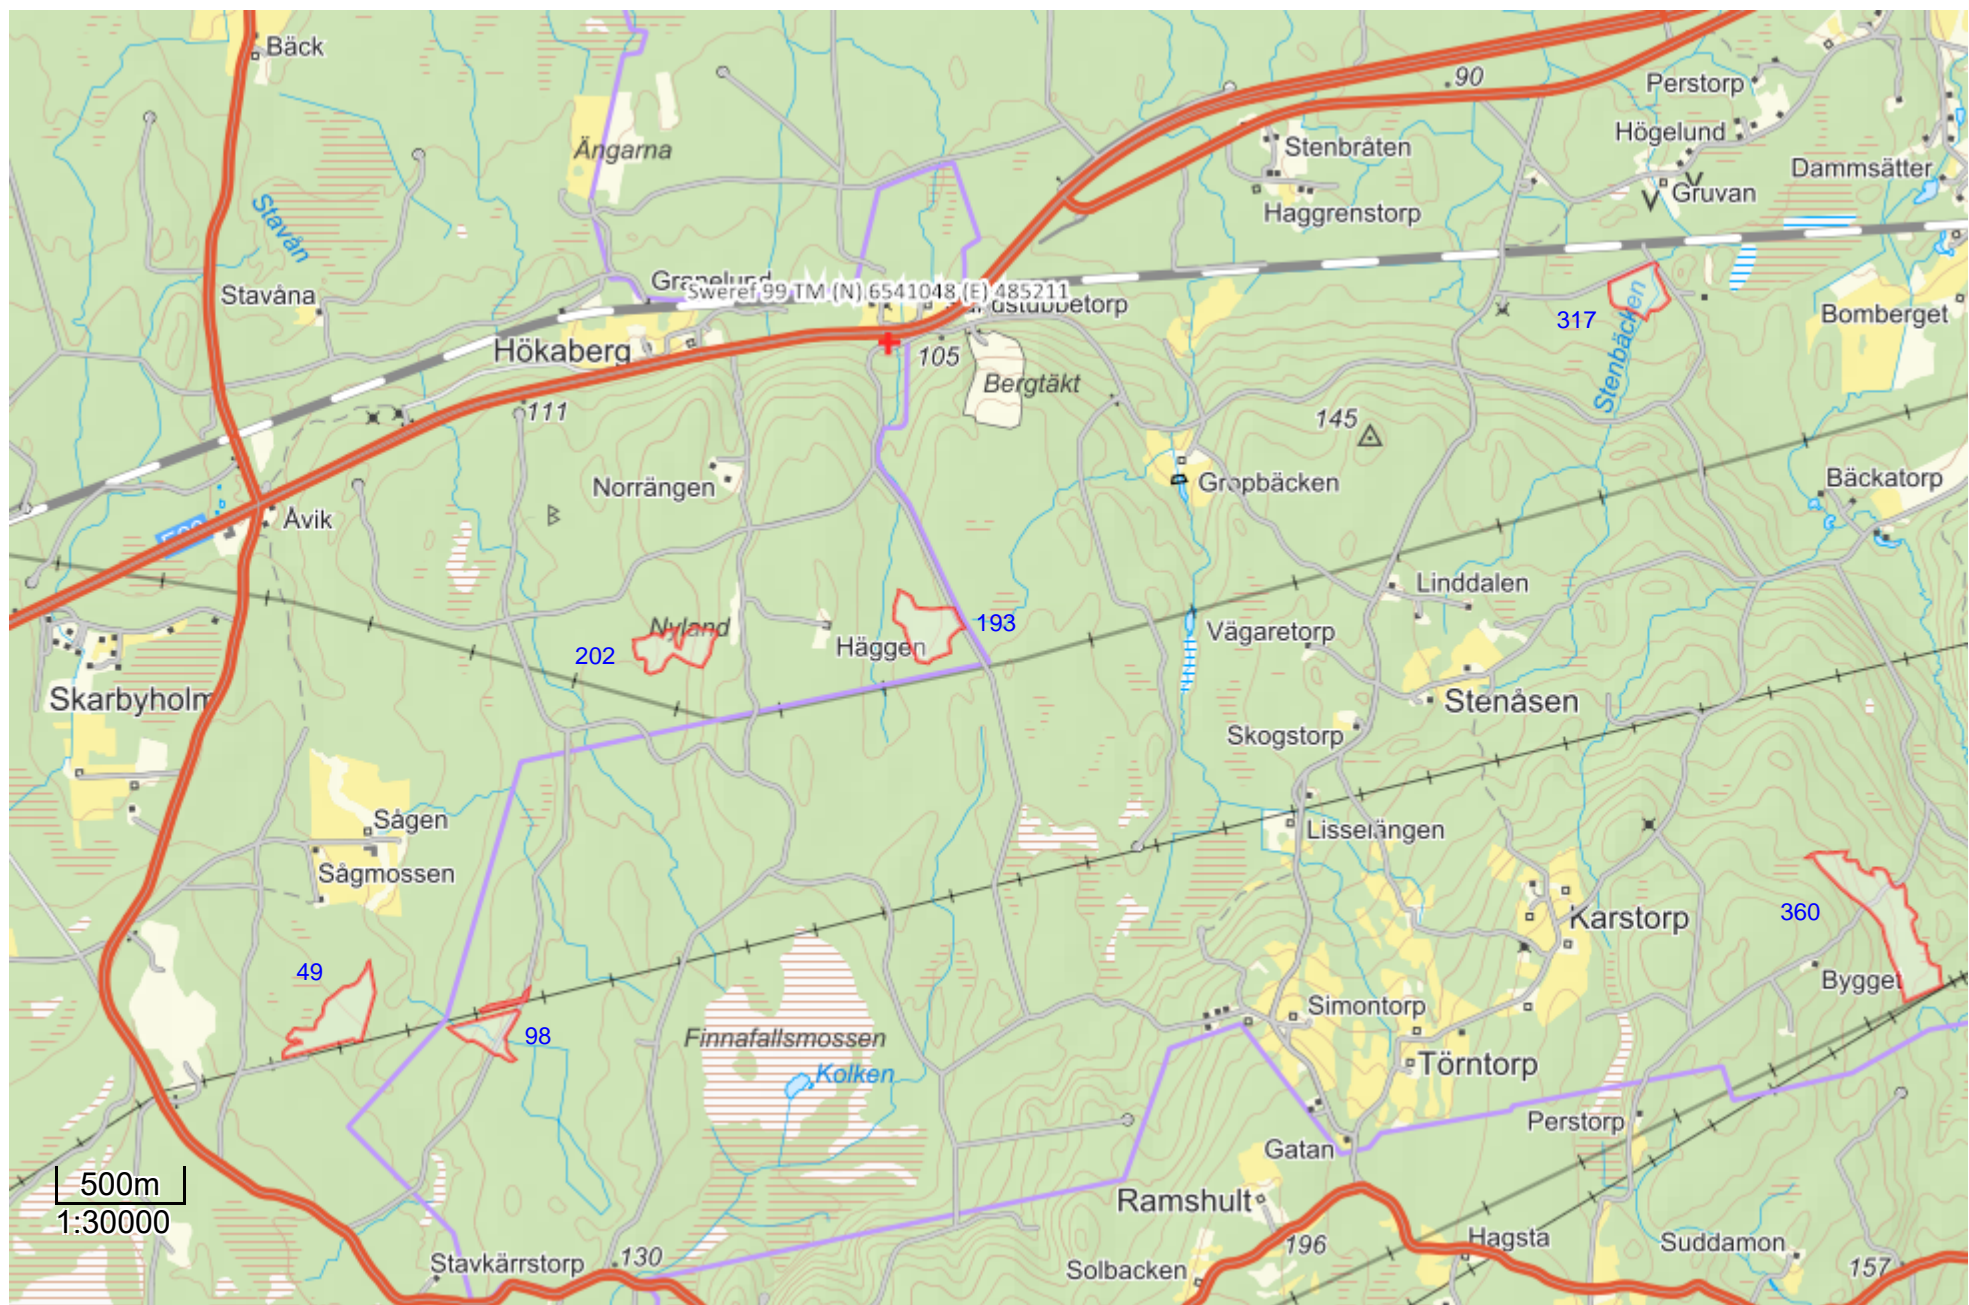 Bäck
90
Perstorp
Högelund
Ängarna
Stenbråten
Dammsätter
Gruvan
Haggrenstorp
Stavån
Stavåna
Sweref 99 TM (N) 6541048 (E) 485211
317
Bomberget
Hökaberg
105
Bergtäkt
Stenbäcken
111
145
Norrängen
Gropbäcken
Bäckatorp
Åvik
Linddalen
Nyland
193
Vägaretorp
202
Häggen
Skarbyholm
Stenåsen
Skogstorp
Sågen
Lisselängen
Sågmossen
Karstorp
360
49
Bygget
Simontorp
98
Finnafallsmossen
Kolken
Törntorp
Perstorp
Gatan
500m
1:30000
Ramshult
Hagsta
Suddamon
196
130
Stavkärrstorp
Solbacken
157